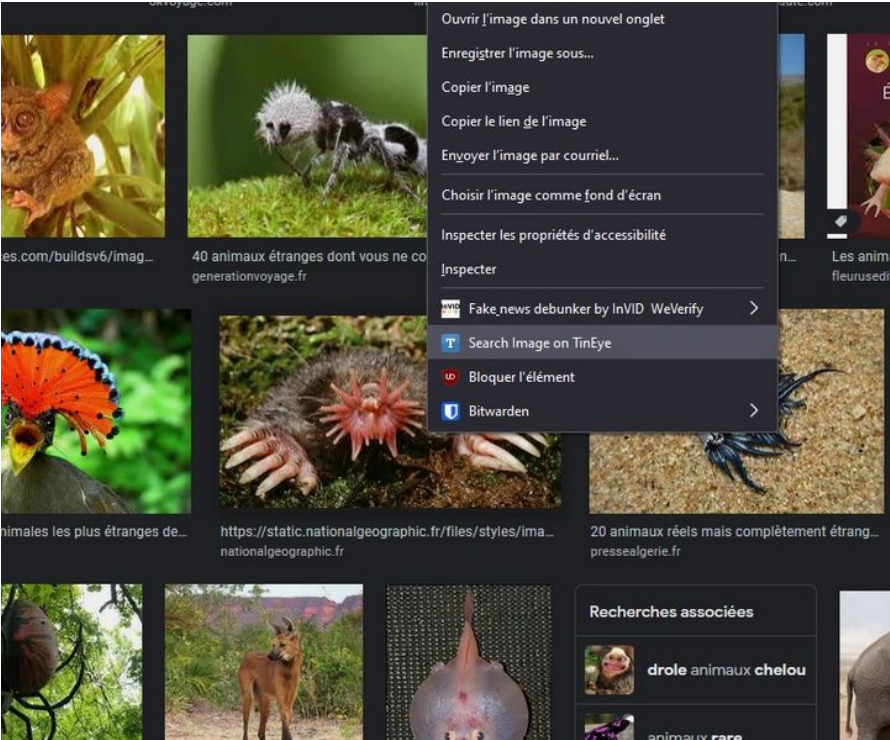 Ouvrir l'image dans un nouvel onglet
Enregistrer l'image sous...
Copier l'image
Copier le lien de l'image
Envoyer l'image par courriel...
Choisir l'image comme fond d'écran
Inspecter les propriétés d'accessibilité
Inspecter
Fake news debunker by InVID WeVerify
Search Image on TinEye
Bloquer l'élément
Bitwarden
es.com/buildsv6/imag...
40 animaux étranges dont vous ne co
n...
Les anim
generationvoyage.fr
fleurusedi
nimales les plus étranges de...
https://static.nationalgeographic.fr/files/styles/ima...
20 animaux réels mais complètement étrang...
nationalgeographic.fr
pressealgerie.fr
Recherches associées
drole animaux chelou
animaux rare